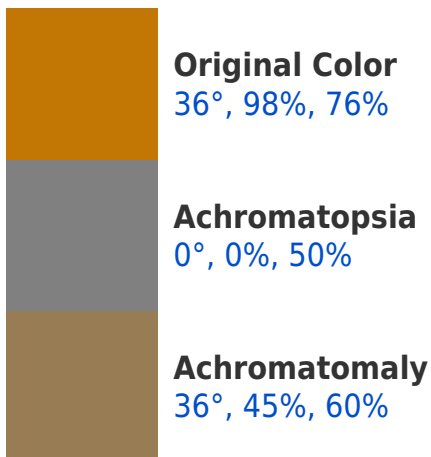 Original Color
36°, 98%, 76%
Achromatopsia
0°, 0%, 50%
Achromatomaly
36°, 45%, 60%